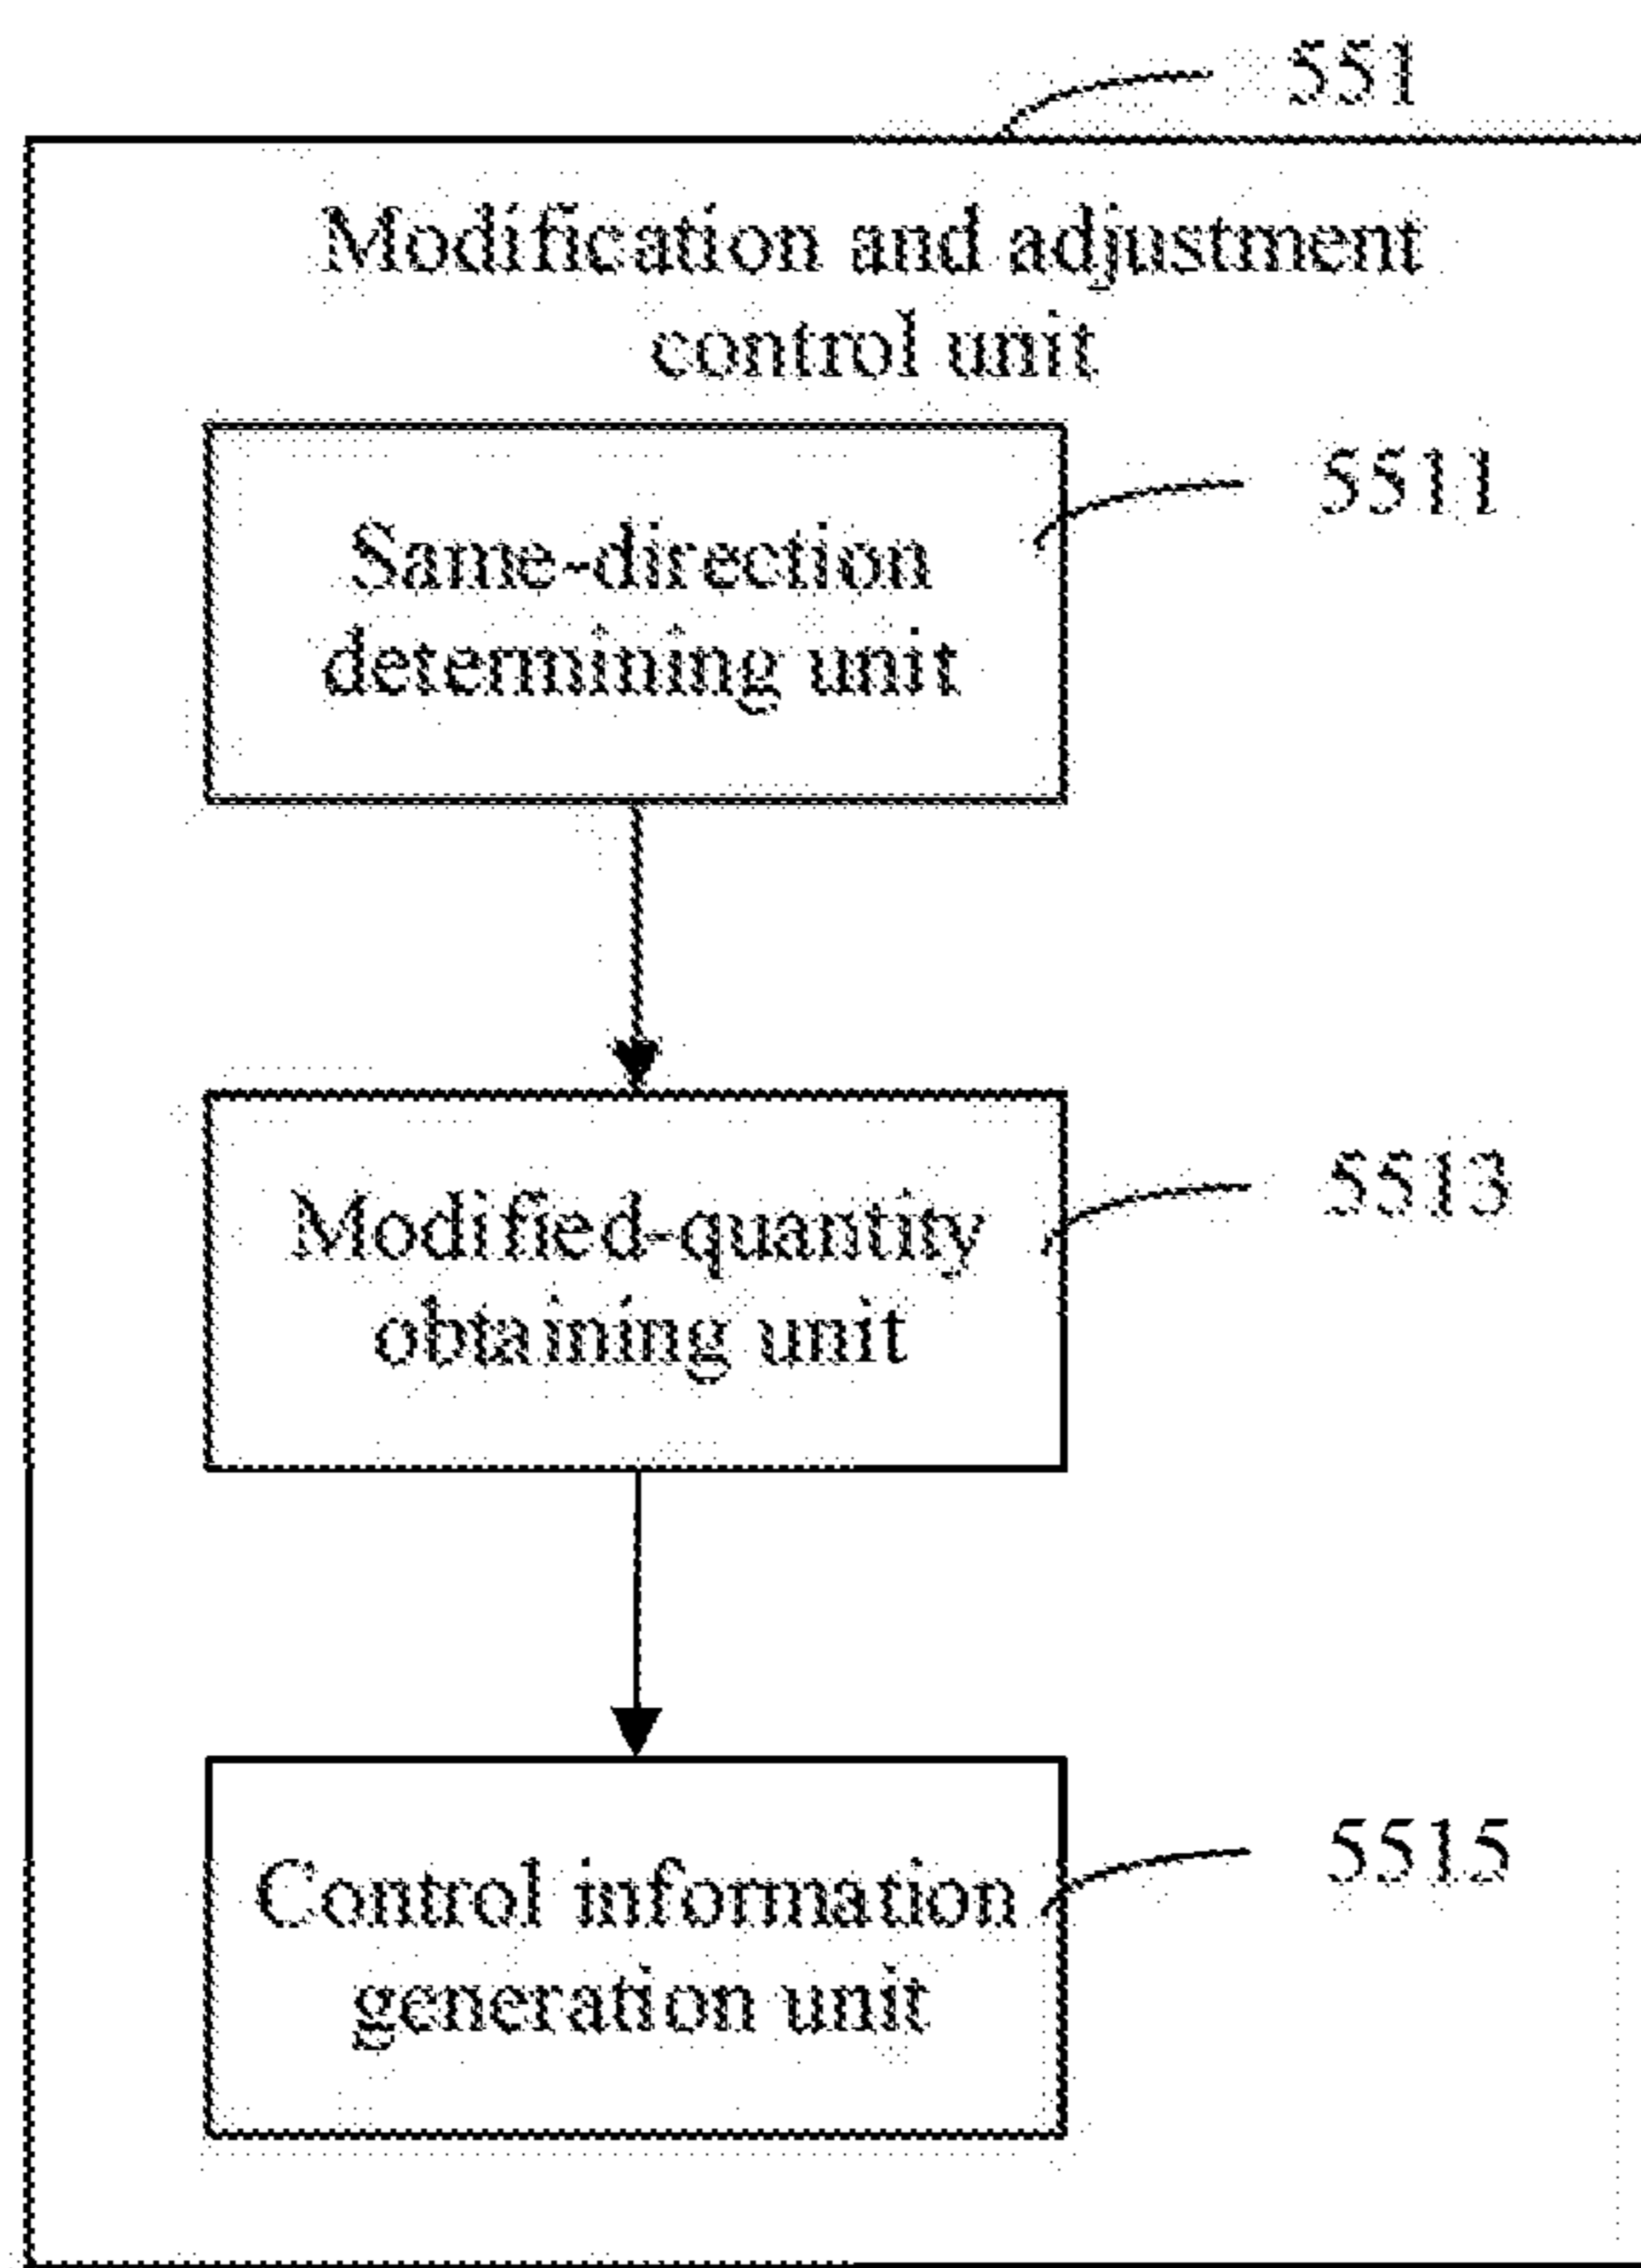 551
Modification and adjustment
control unit
5511
Same-direction
determining unit
5513
Modified-quantity
obtaining unit
5515
Control information
generation unit